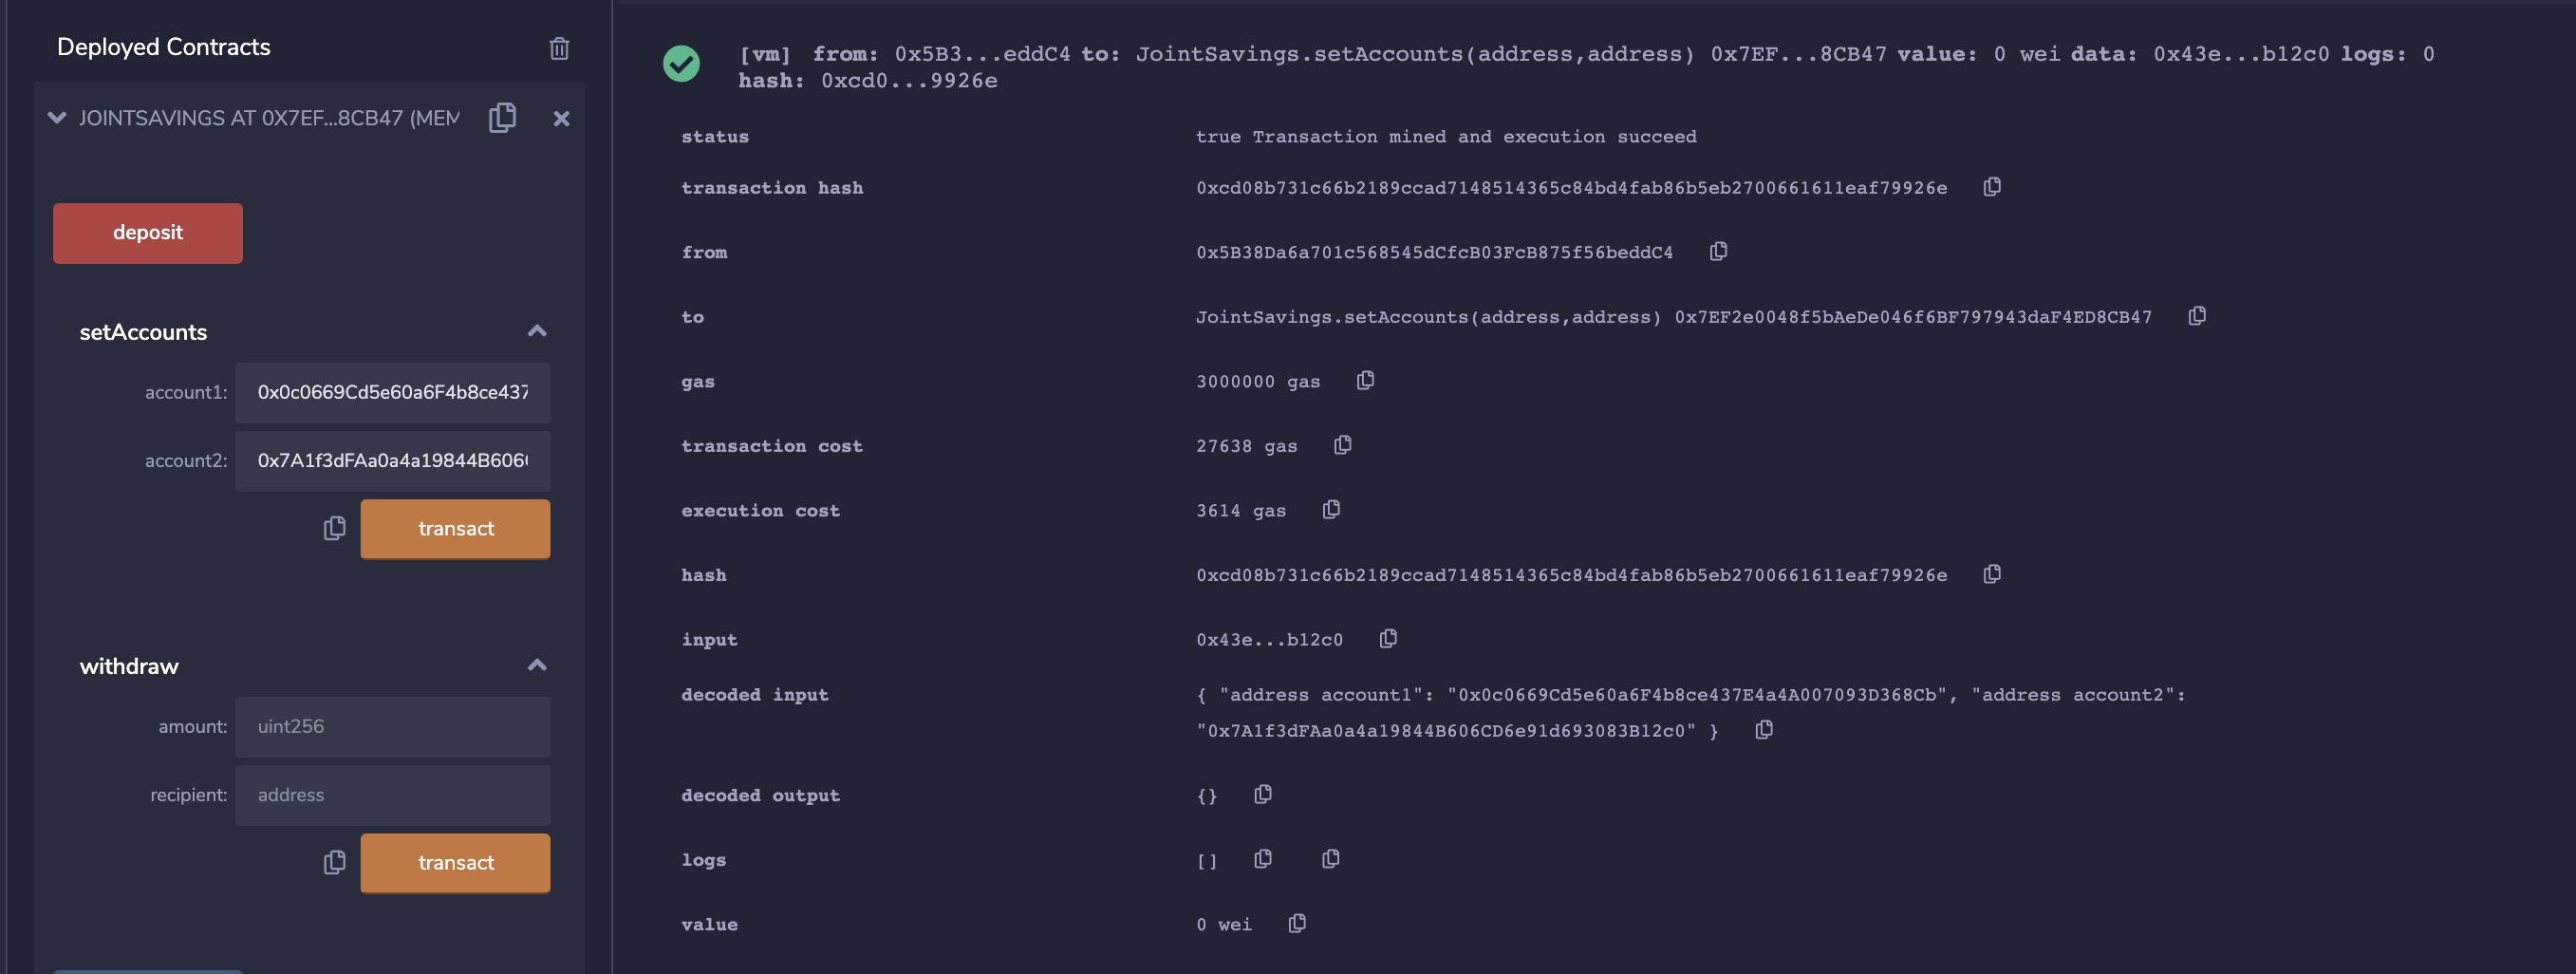 Deployed Contracts
JOINTSAVINGS AT 0X7EF...8CB47 (MEM
deposit
setAccounts
account1: 0x0c0669Cd5e60a6F4b8ce437
account2: 0x7A1f3dFAa0a4a19844B606
transact
withdraw
amount: uint256
recipient: address
transact
[vm] from: 0x5B3...eddC4 to: JointSavings.setAccounts(address,address) 0x7EF...8CB47 value: 0 wei data: 0x43e...b12c0 logs: 0
hash: 0xcd0...9926e
status true Transaction mined and execution succeed
transaction hash 0xcd08b731c66b2189ccad7148514365c84bd4fab86b5eb2700661611eaf79926e
from 0x5B38Da6a701c568545dCfcB03FcB875f56beddC4
to JointSavings.setAccounts(address,address) 0x7EF2e0048f5bAeDe046f6BF797943daF4ED8CB47
gas 3000000 gas
transaction cost 27638 gas
execution cost 3614 gas
hash 0xcd08b731c66b2189ccad7148514365c84bd4fab86b5eb2700661611eaf79926e
input 0x43e...b12c0
decoded input { "address account1": "0x0c0669Cd5e60a6F4b8ce437E4a4A007093D368Cb", "address account2":
"0x7A1f3dFAa0a4a19844B606CD6e91d693083B12c0" }
decoded output {}
logs []
value 0 wei